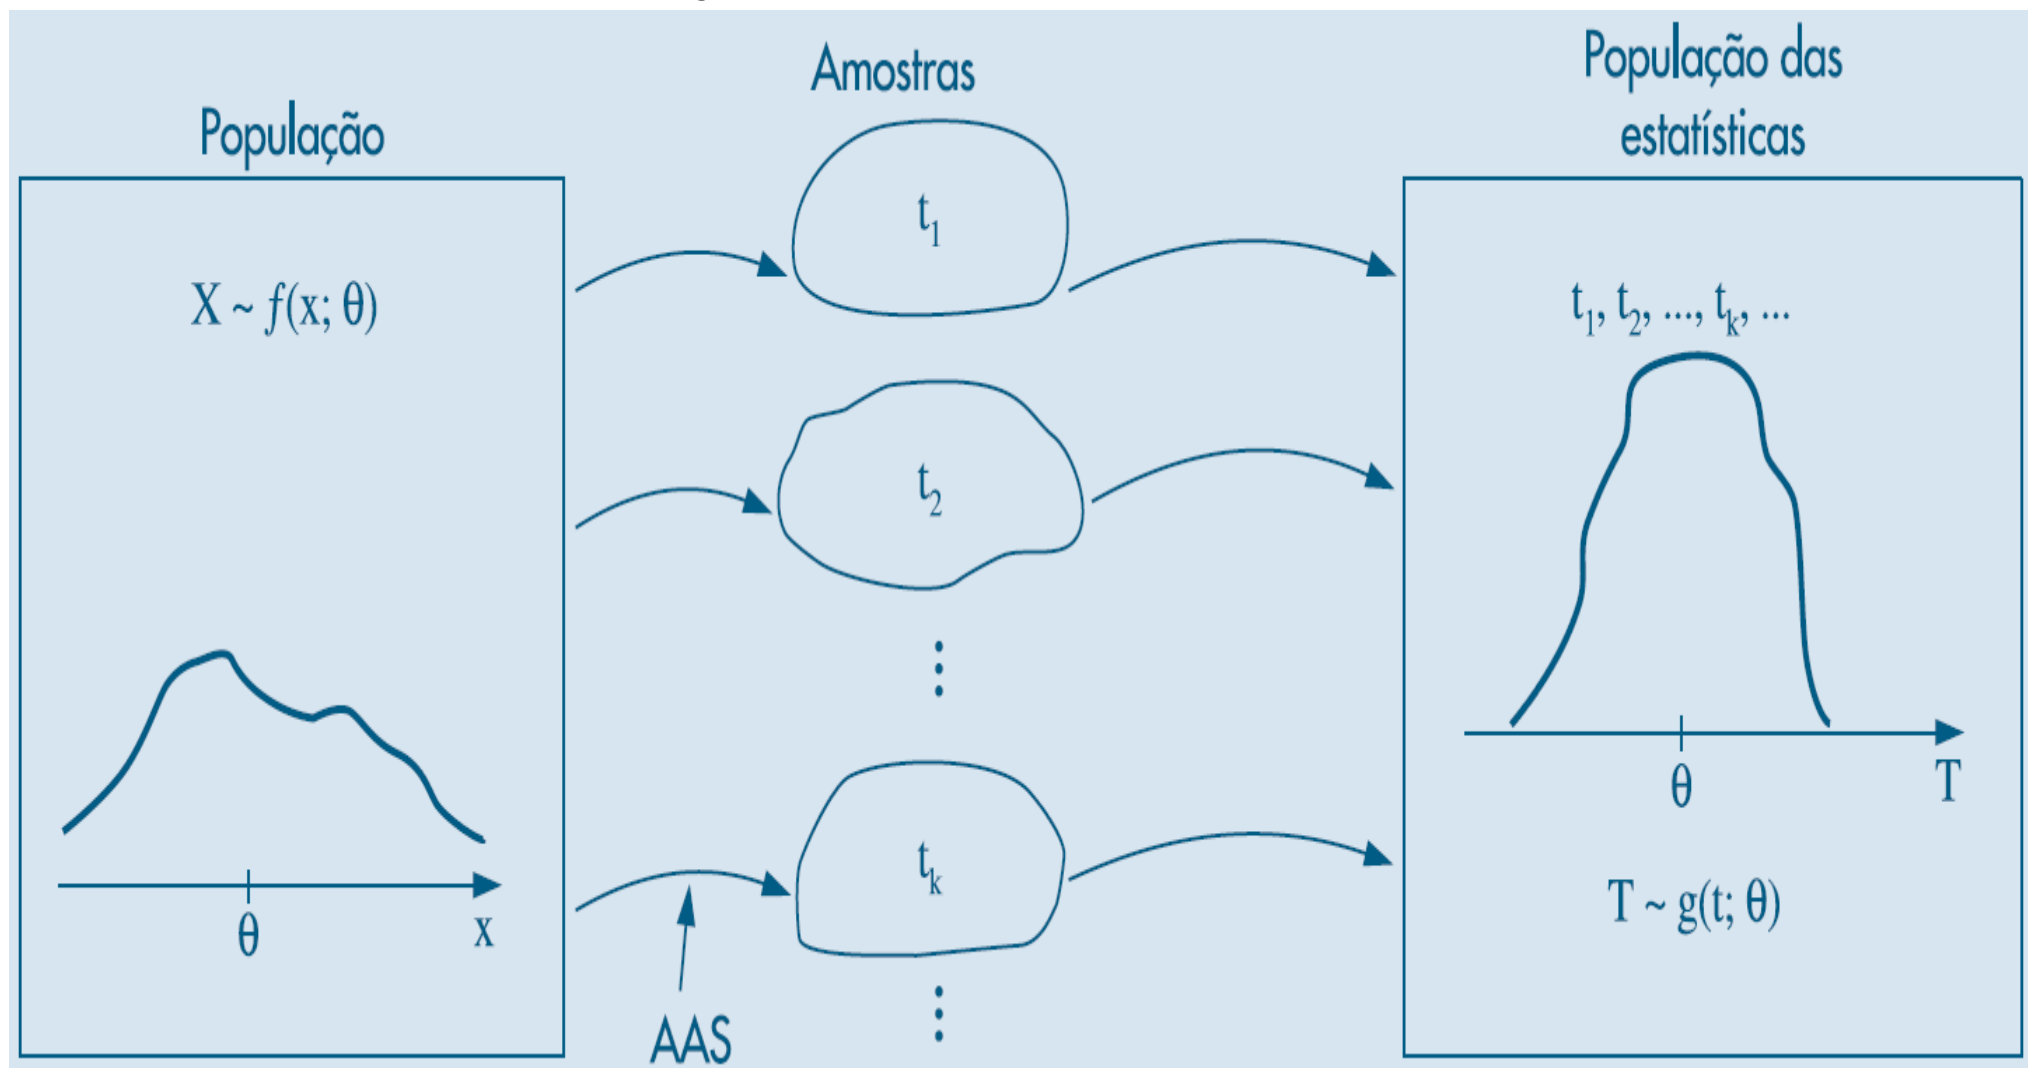 População
X ~ f(x; θ)
θ
x
Amostras
t₁
t₂
tₖ
AAS
População das
estatísticas
t₁, t₂, ..., tₖ, ...
θ
T
T ~ g(t; θ)